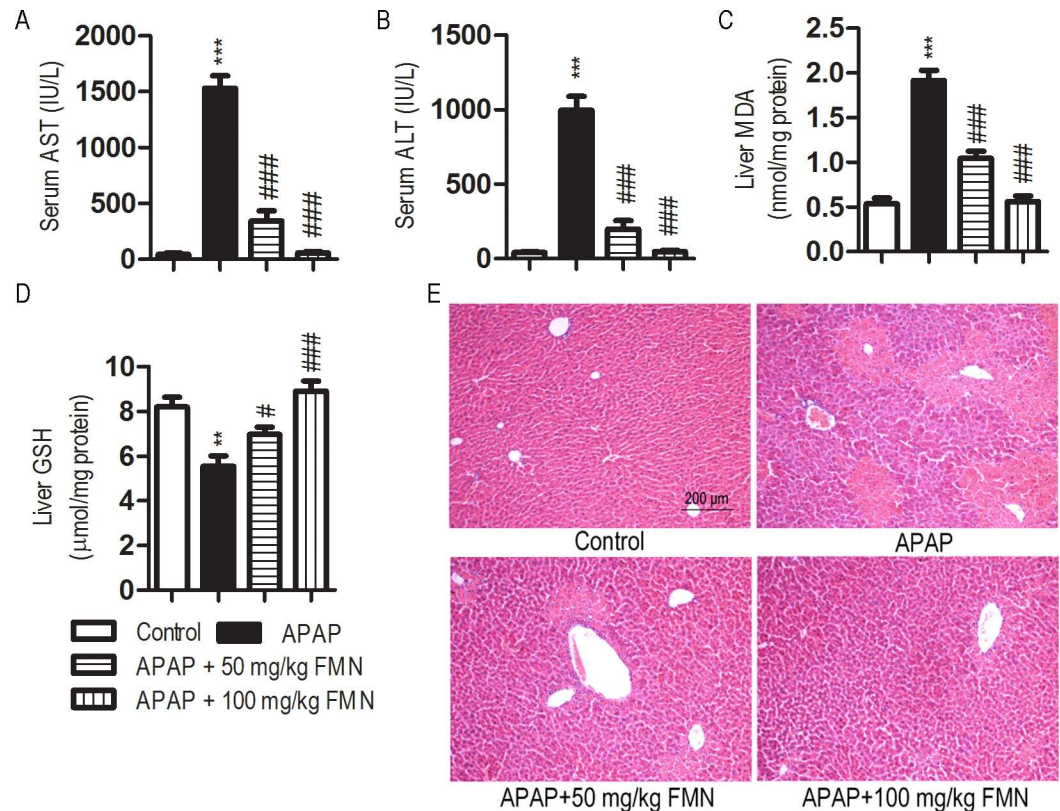 A
Serum AST (IU/L)
2000
1500
1000
500
0
***
###
###
B
Serum ALT (IU/L)
1500
1000
500
0
***
###
###
C
Liver MDA
(nmol/mg protein)
2.5
2.0
1.5
1.0
0.5
0.0
***
###
###
D
Liver GSH
(μmol/mg protein)
10
8
6
4
2
0
**
#
###
Control
APAP
APAP + 50 mg/kg FMN
APAP + 100 mg/kg FMN
E
200 μm
Control
APAP
APAP+50 mg/kg FMN
APAP+100 mg/kg FMN